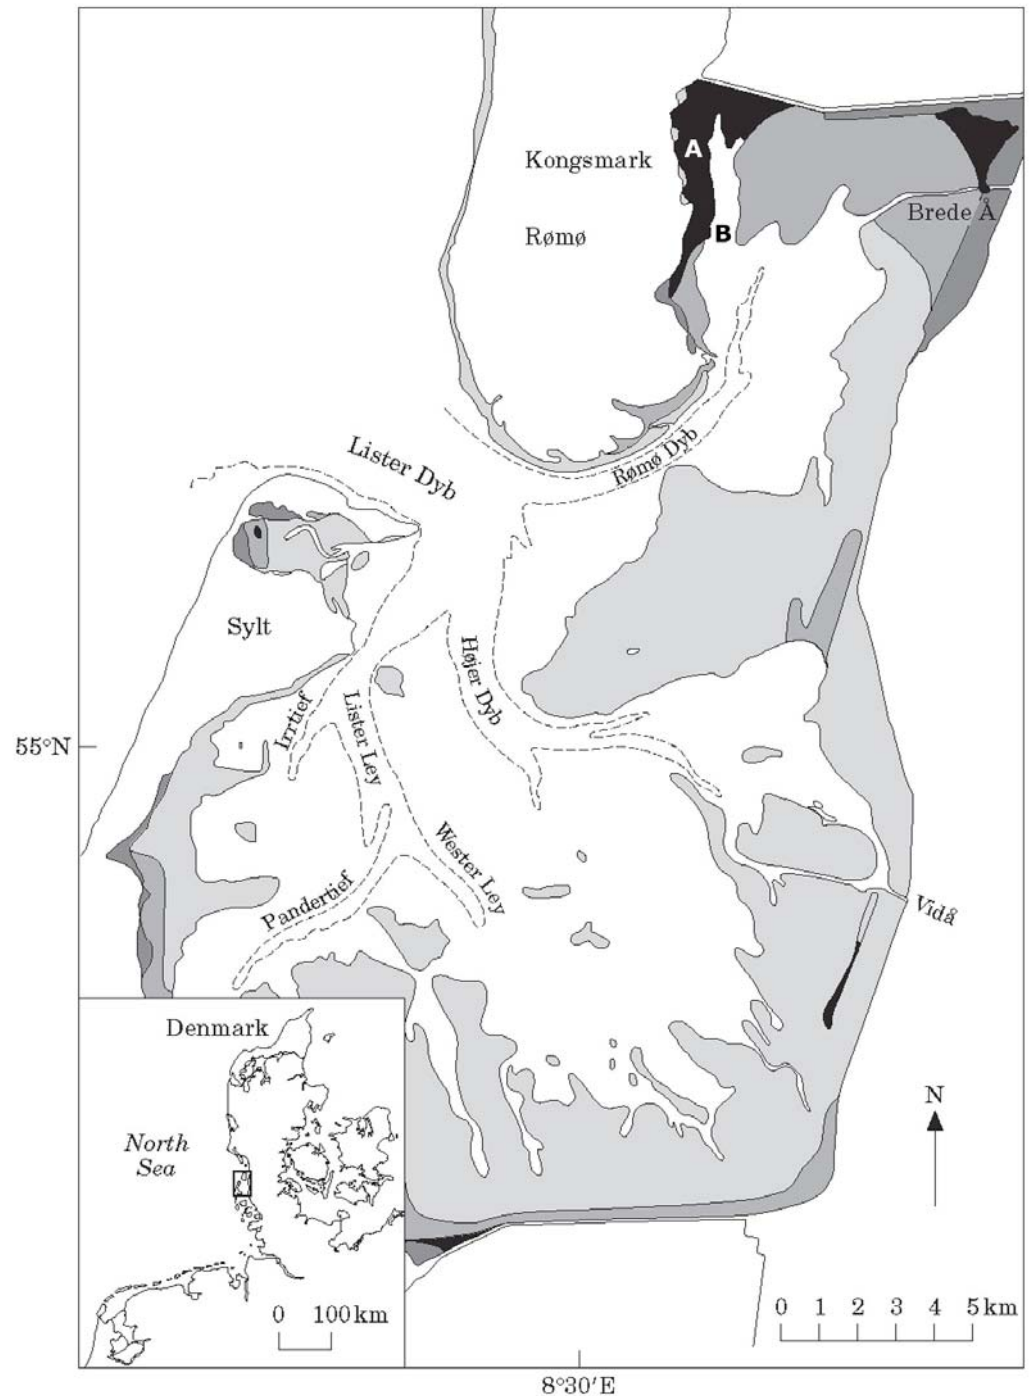 A
Kongsmark
Brede Å
B
Rømø
Lister Dyb
Rømø Dyb
Sylt
Højer Dyb
Irrtief
Lister Ley
55°N
Wester Ley
Pandertief
Vidå
Denmark
N
North
Sea
0 100 km
0 1 2 3 4 5 km
8°30′E